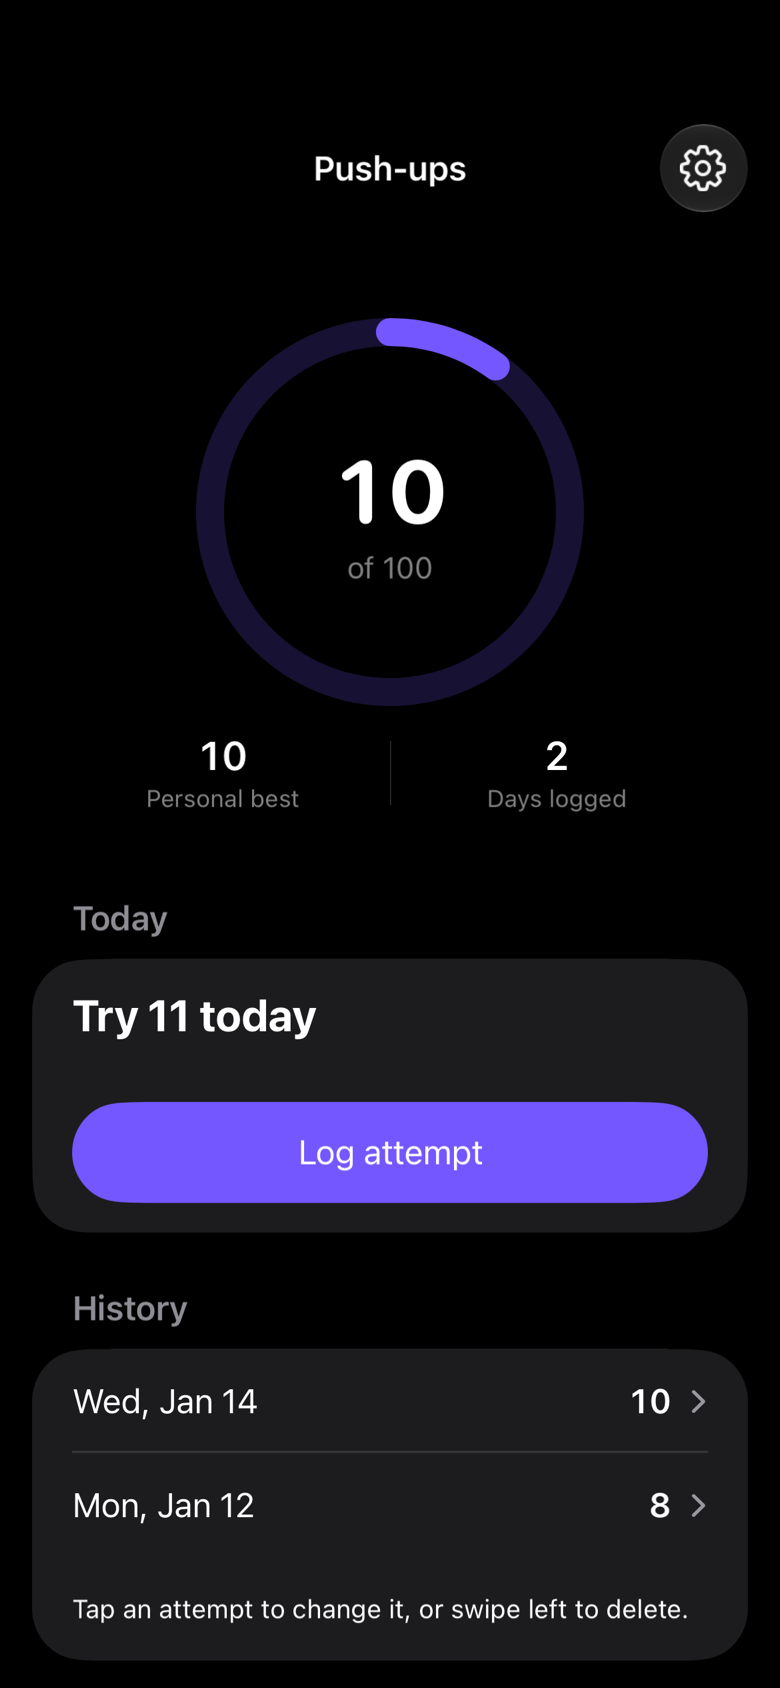 Push-ups
10
of 100
10
Personal best
2
Days logged
Today
Try 11 today
Log attempt
History
Wed, Jan 14 10
Mon, Jan 12 8
Tap an attempt to change it, or swipe left to delete.